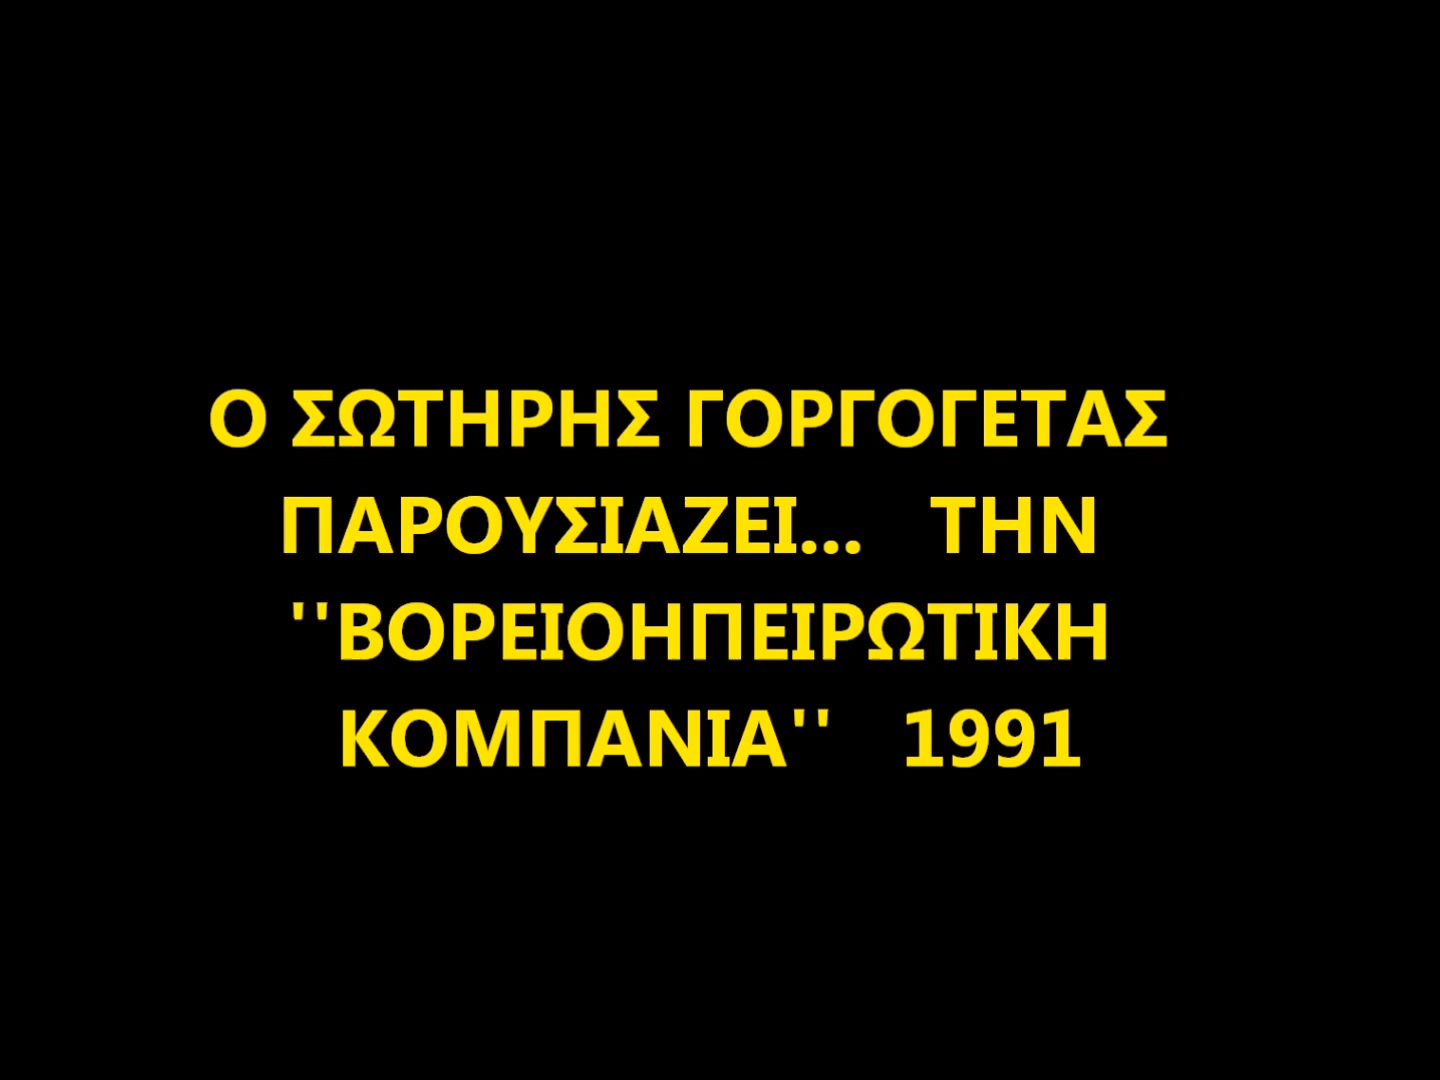 Ο ΣΩΤΗΡΗΣ ΓΟΡΓΟΓΕΤΑΣ
ΠΑΡΟΥΣΙΑΖΕΙ... ΤΗΝ
''ΒΟΡΕΙΟΗΠΕΙΡΩΤΙΚΗ
ΚΟΜΠΑΝΙΑ'' 1991